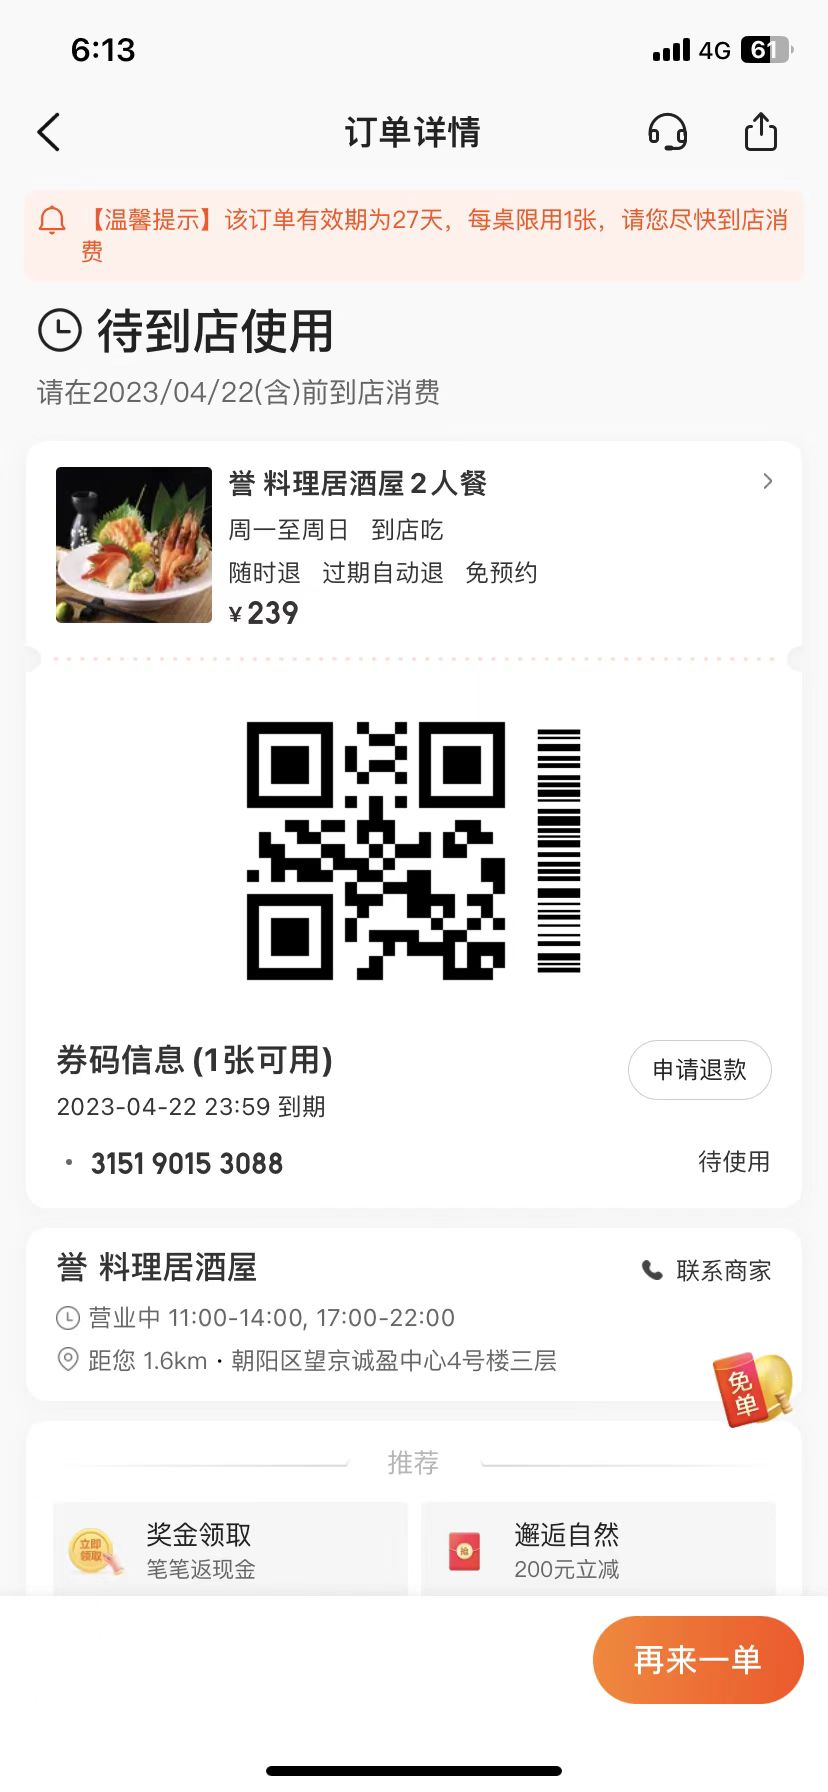 6:13
4G 61
订单详情
【温馨提示】该订单有效期为27天，每桌限用1张，请您尽快到店消
费
待到店使用
请在2023/04/22(含)前到店消费
誉 料理居酒屋2人餐
周一至周日 到店吃
随时退 过期自动退 免预约
¥239
券码信息(1张可用)
申请退款
2023-04-22 23:59 到期
· 3151 9015 3088
待使用
誉 料理居酒屋
联系商家
营业中 11:00-14:00, 17:00-22:00
距您 1.6km · 朝阳区望京诚盈中心4号楼三层
免单
推荐
立即领取
奖金领取
笔笔返现金
抢
邂逅自然
200元立减
再来一单